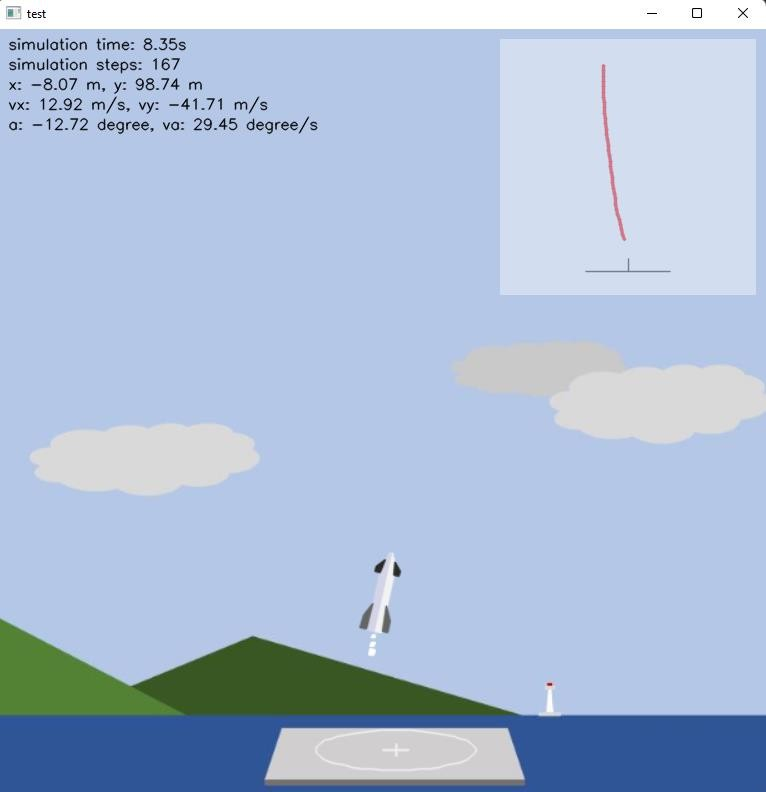 test
simulation time: 8.35s
simulation steps: 167
x: −8.07 m, y: 98.74 m
vx: 12.92 m/s, vy: −41.71 m/s
a: −12.72 degree, va: 29.45 degree/s